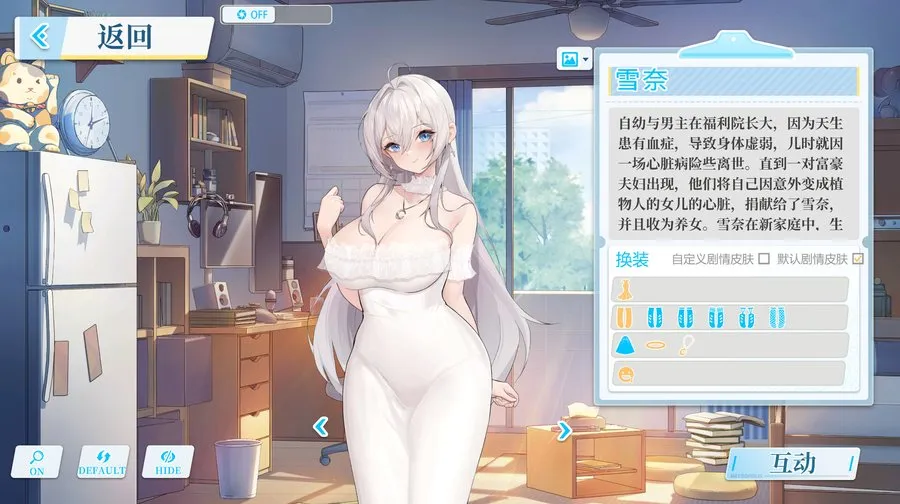 返回
OFF
雪奈
自幼与男主在福利院长大，因为天生
患有血症，导致身体虚弱，儿时就因
一场心脏病险些离世。直到一对富豪
夫妇出现，他们将自己因意外变成植
物人的女儿的心脏，捐献给了雪奈，
并且收为养女。雪奈在新家庭中，生
换装
自定义剧情皮肤
默认剧情皮肤
ON
DEFAULT
HIDE
互动